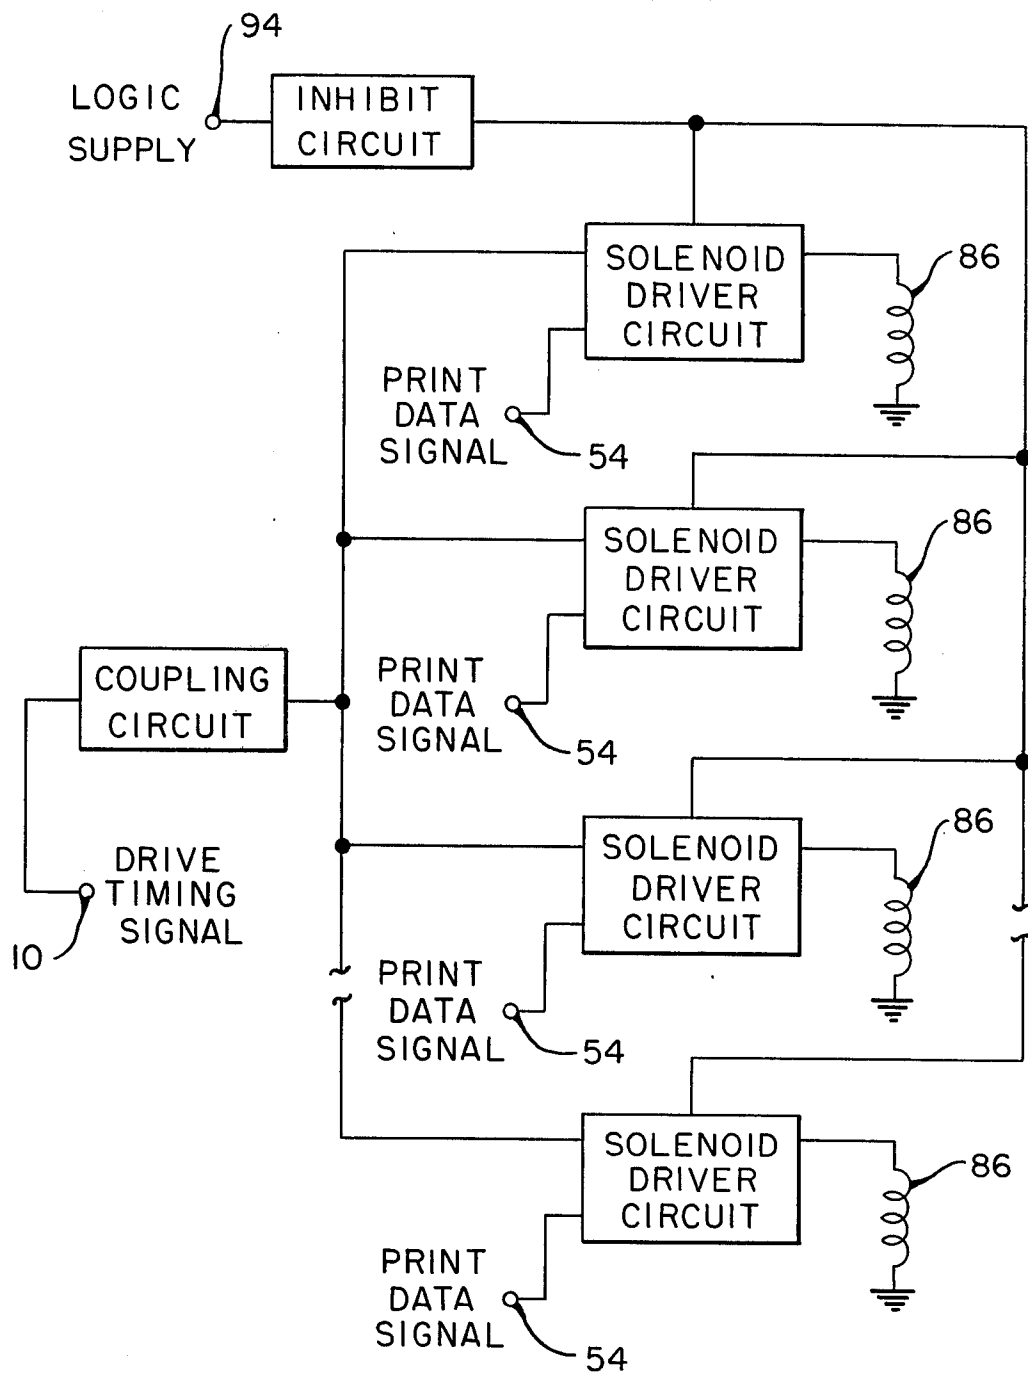 94
LOGIC
SUPPLY
INHIBIT
CIRCUIT
SOLENOID
DRIVER
CIRCUIT
86
PRINT
DATA
SIGNAL
54
SOLENOID
DRIVER
CIRCUIT
86
PRINT
DATA
SIGNAL
54
COUPLING
CIRCUIT
DRIVE
TIMING
SIGNAL
10
SOLENOID
DRIVER
CIRCUIT
86
PRINT
DATA
SIGNAL
54
SOLENOID
DRIVER
CIRCUIT
86
PRINT
DATA
SIGNAL
54